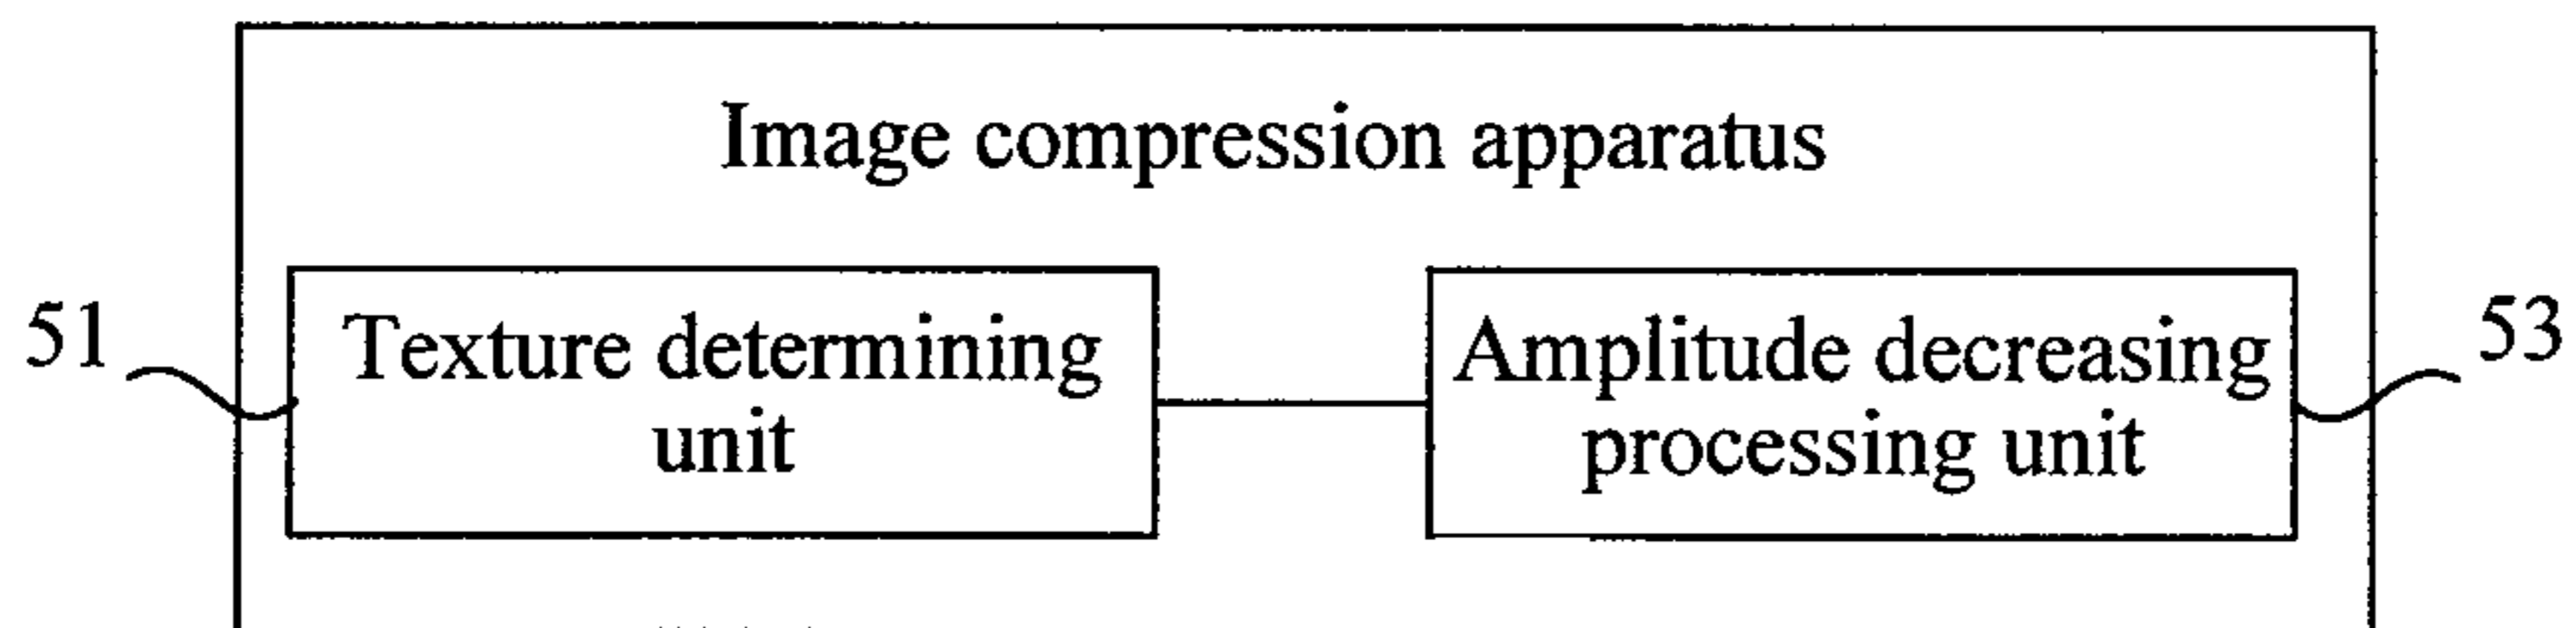 Image compression apparatus
51
Texture determining
unit
Amplitude decreasing
processing unit
53